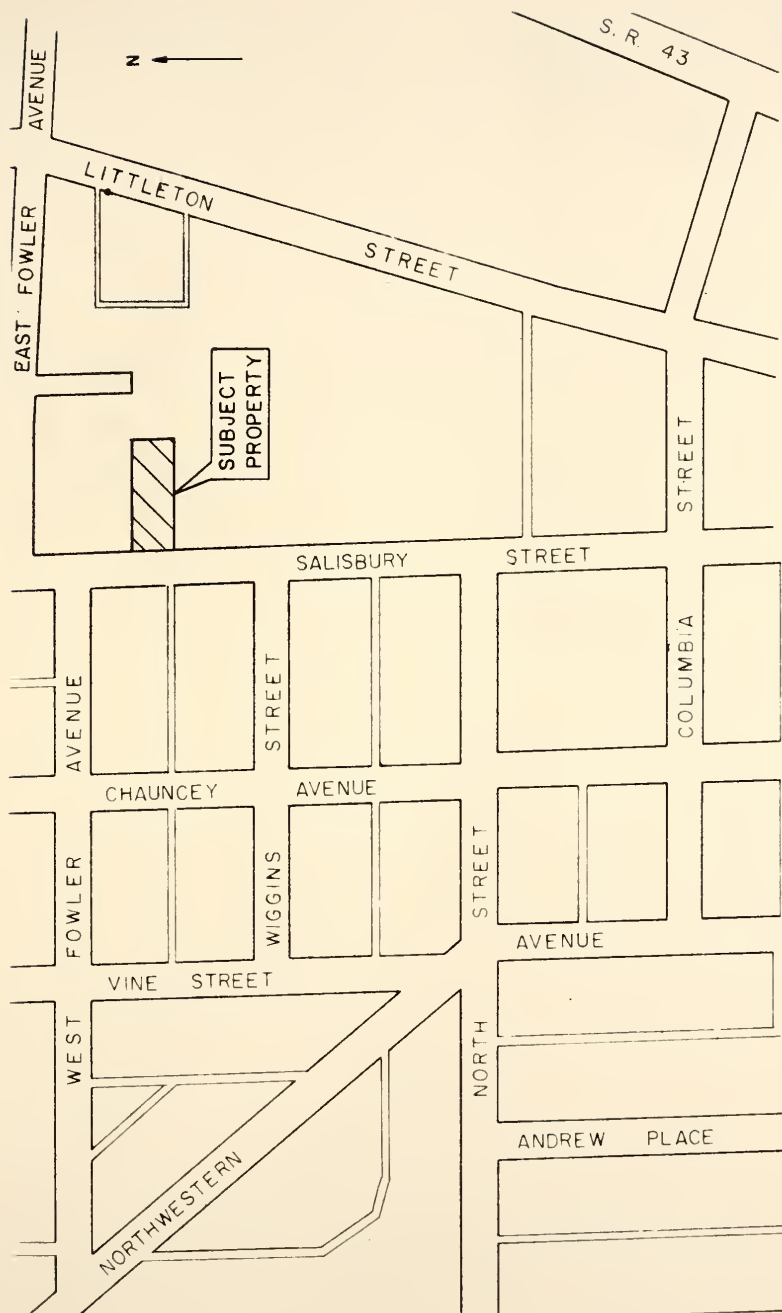 N
AVENUE
EAST FOWLER
LITTLETON
STREET
S.R. 43
SUBJECT
PROPERTY
SALISBURY STREET
STREET
COLUMBIA
AVENUE
FOWLER
WEST
STREET
WIGGINS
CHAUNCEY AVENUE
STREET
NORTH
VINE STREET
NORTHWESTERN
AVENUE
ANDREW PLACE